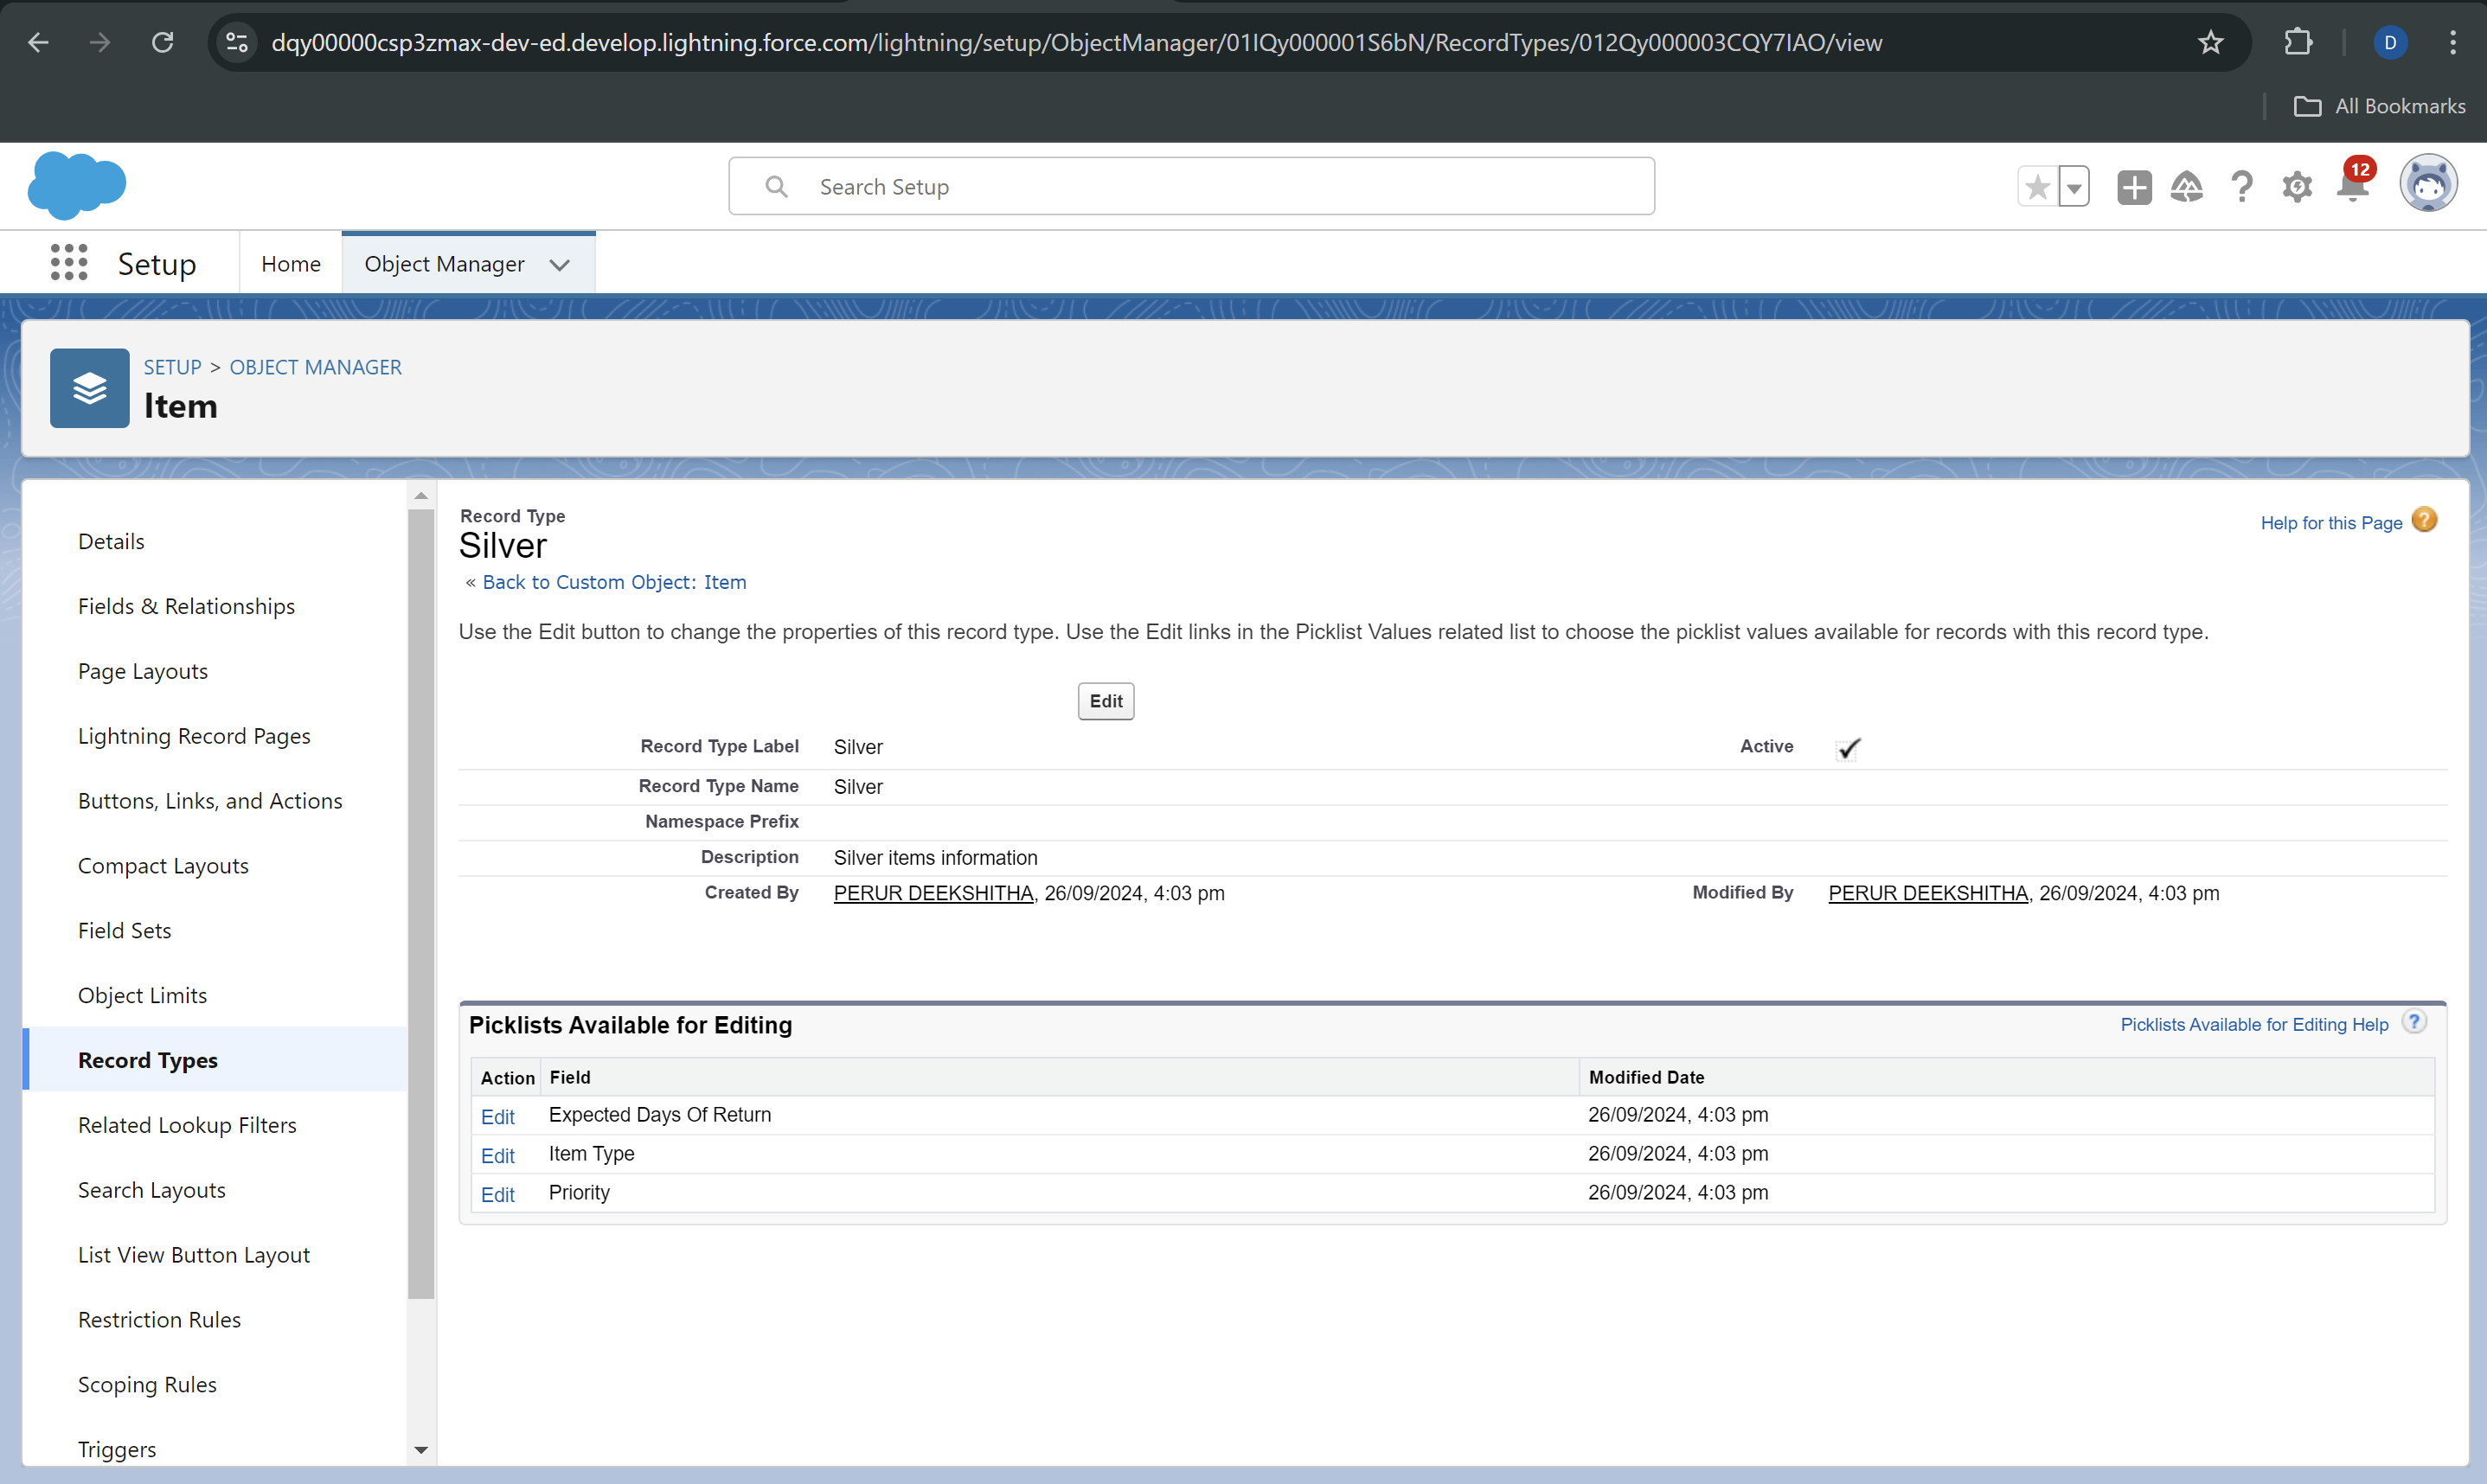 dqy00000csp3zmax-dev-ed.develop.lightning.force.com/lightning/setup/ObjectManager/01IQy000001S6bN/RecordTypes/012Qy000003CQY7IAO/view
D
All Bookmarks
Search Setup
12
Setup
Home
Object Manager
SETUP > OBJECT MANAGER
Item
Details
Fields & Relationships
Page Layouts
Lightning Record Pages
Buttons, Links, and Actions
Compact Layouts
Field Sets
Object Limits
Record Types
Related Lookup Filters
Search Layouts
List View Button Layout
Restriction Rules
Scoping Rules
Triggers
Record Type
Silver
Help for this Page ?
« Back to Custom Object: Item
Use the Edit button to change the properties of this record type. Use the Edit links in the Picklist Values related list to choose the picklist values available for records with this record type.
Edit
Record Type Label Silver Active
Record Type Name Silver
Namespace Prefix
Description Silver items information
Created By PERUR DEEKSHITHA, 26/09/2024, 4:03 pm Modified By PERUR DEEKSHITHA, 26/09/2024, 4:03 pm
Picklists Available for Editing Picklists Available for Editing Help ?
Action Field Modified Date
Edit Expected Days Of Return 26/09/2024, 4:03 pm
Edit Item Type 26/09/2024, 4:03 pm
Edit Priority 26/09/2024, 4:03 pm